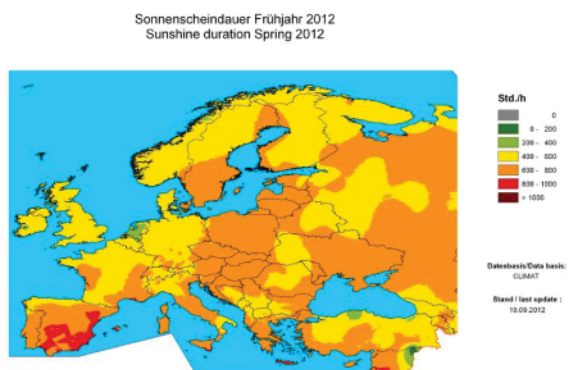 Sonnenscheindauer Frühjahr 2012
Sunshine duration Spring 2012
Std./h
0
0 - 200
200 - 400
400 - 600
600 - 800
800 - 1000
> 1000
Datenbasis/Data basis:
CLIMAT
Stand / last update :
19.09.2012